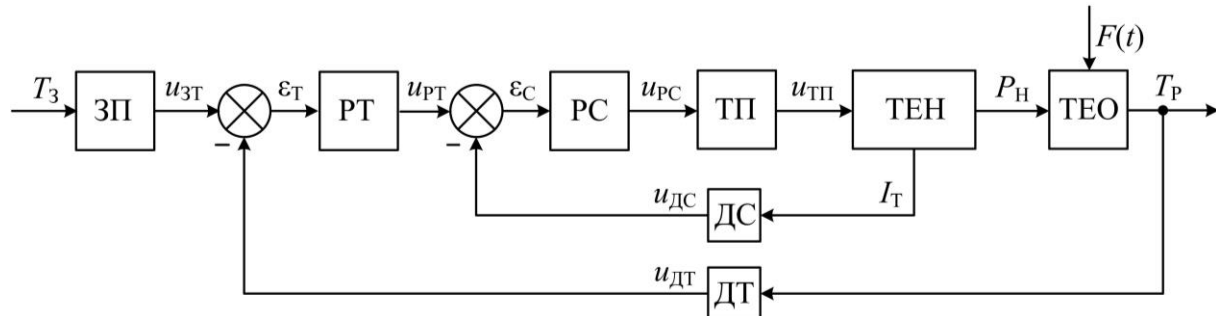 F(t)
T_З u_ЗТ ε_Т u_РТ ε_С u_РС u_ТП P_Н T_Р
ЗП РТ РС ТП ТЕН ТЕО
− −
u_ДС ДС I_Т
u_ДТ ДТ